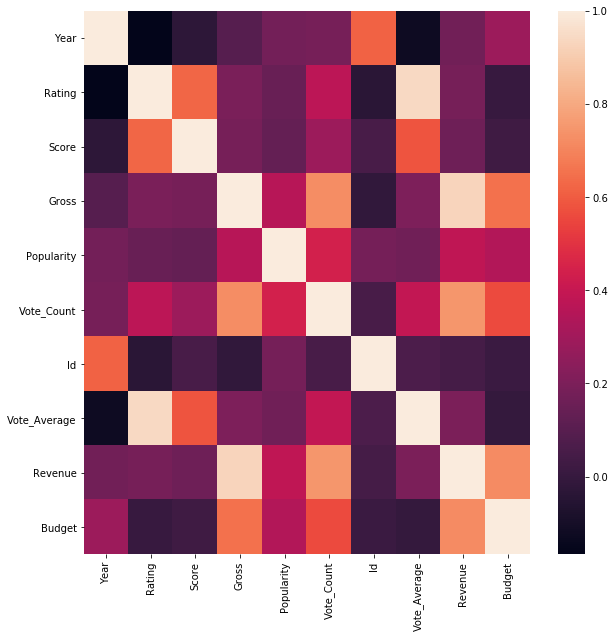 Year
Rating
Score
Gross
Popularity
Vote_Count
Id
Vote_Average
Revenue
Budget
Year
Rating
Score
Gross
Popularity
Vote_Count
Id
Vote_Average
Revenue
Budget
1.0
0.8
0.6
0.4
0.2
0.0